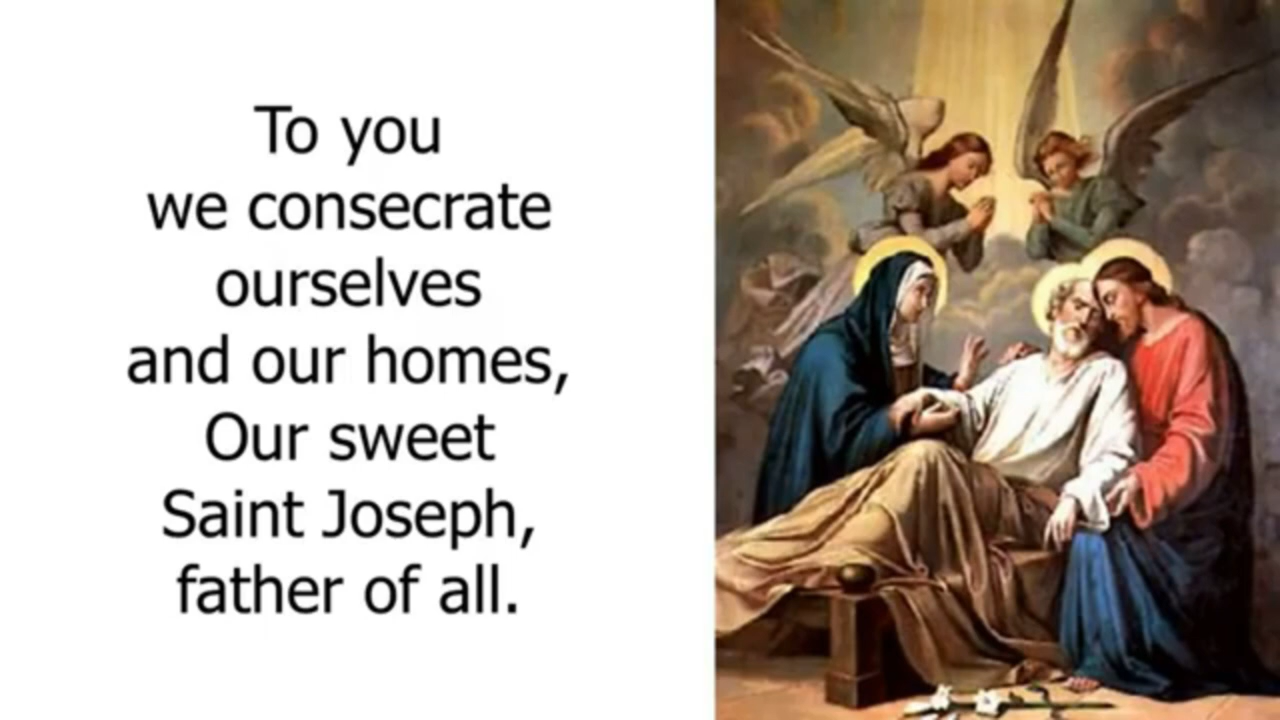 To you
we consecrate
ourselves
and our homes,
Our sweet
Saint Joseph,
father of all.